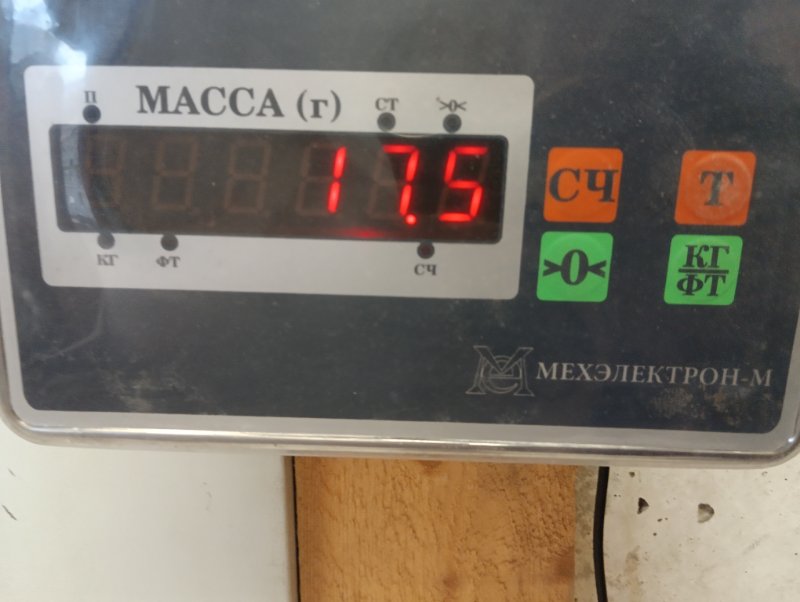 П МАССА (г) СТ >0<
17.5
КГ ФТ СЧ
СЧ Т
>0< КГ
ФТ
МЕХЭЛЕКТРОН-М